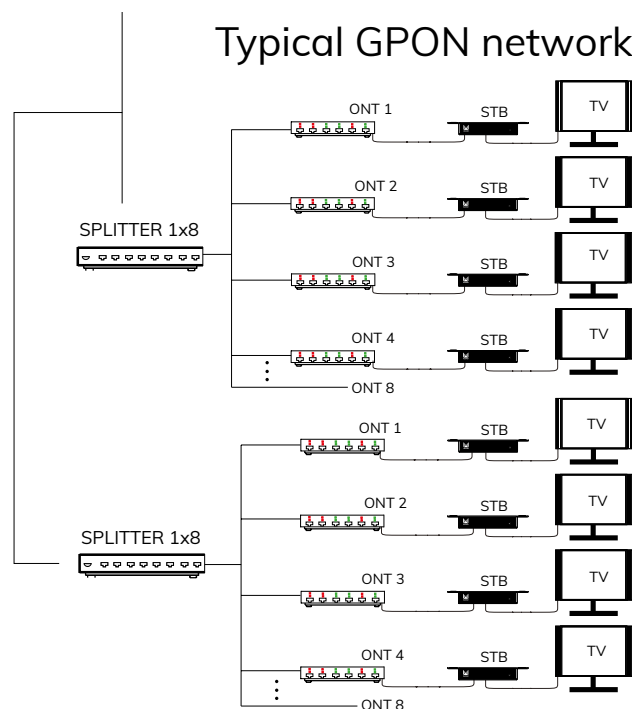 Typical GPON network
ONT 1 STB TV
ONT 2 STB TV
SPLITTER 1x8
ONT 3 STB TV
ONT 4 STB TV
ONT 8
ONT 1 STB TV
ONT 2 STB TV
SPLITTER 1x8
ONT 3 STB TV
ONT 4 STB TV
ONT 8